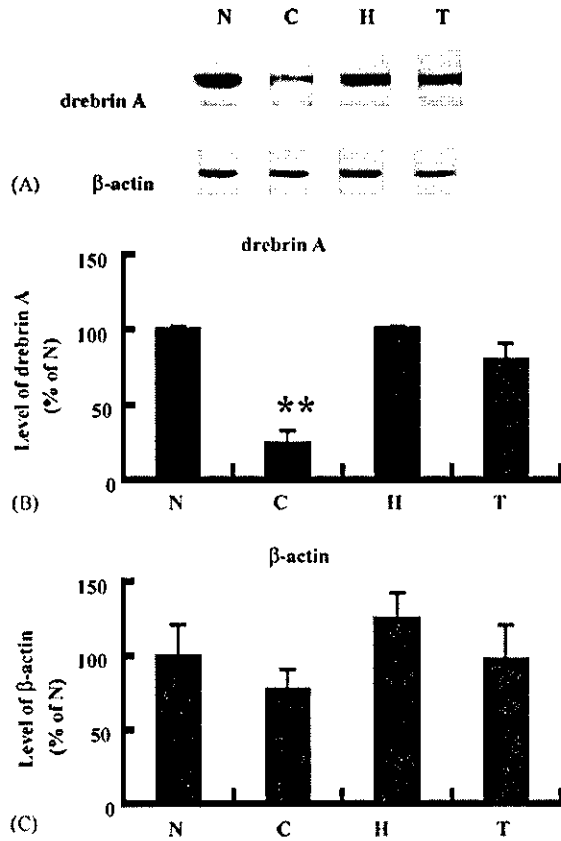 N C H T
drebrin A
(A) β-actin
drebrin A
150
100
50
0
Level of drebrin A
(% of N)
**
(B) N C H T
β-actin
150
100
50
0
Level of β-actin
(% of N)
(C) N C H T